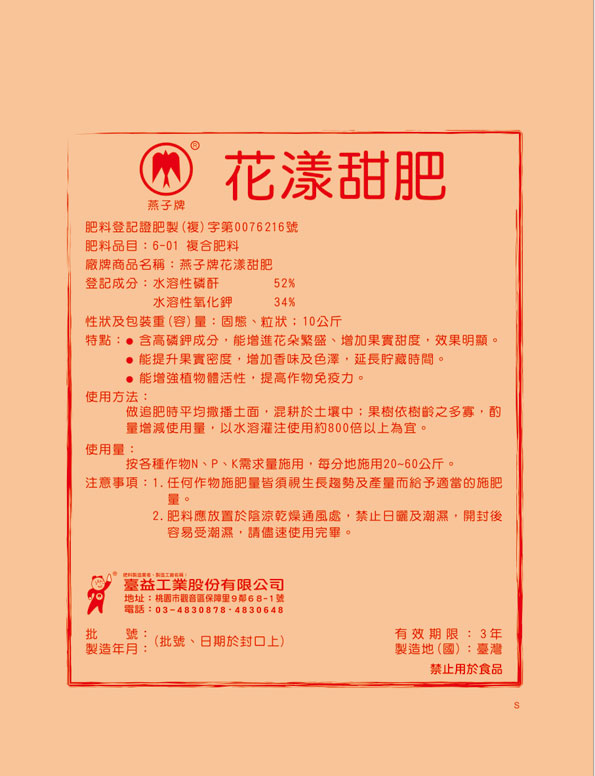 ®
花漾甜肥
燕子牌
肥料登記證肥製(複)字第0076216號
肥料品目：6-01 複合肥料
廠牌商品名稱：燕子牌花漾甜肥
登記成分：水溶性磷酐 52%
水溶性氧化鉀 34%
性狀及包裝重(容)量：固態、粒狀；10公斤
特點：● 含高磷鉀成分，能增進花朵繁盛、增加果實甜度，效果明顯。
● 能提升果實密度，增加香味及色澤，延長貯藏時間。
● 能增強植物體活性，提高作物免疫力。
使用方法：
做追肥時平均撒播土面，混耕於土壤中；果樹依樹齡之多寡，酌
量增減使用量，以水溶灌注使用約800倍以上為宜。
使用量：
按各種作物N、P、K需求量施用，每分地施用20~60公斤。
注意事項：1.任何作物施肥量皆須視生長趨勢及產量而給予適當的施肥
量。
2.肥料應放置於陰涼乾燥通風處，禁止日曬及潮濕，開封後
容易受潮濕，請儘速使用完畢。
®
肥料製造業者、製造工廠名稱：
臺益工業股份有限公司
地址：桃園市觀音區保障里9鄰68-1號
電話：03-4830878·4830648
批 號：
製造年月：
(批號、日期於封口上)
有效期限：3年
製造地(國)：臺灣
禁止用於食品
S